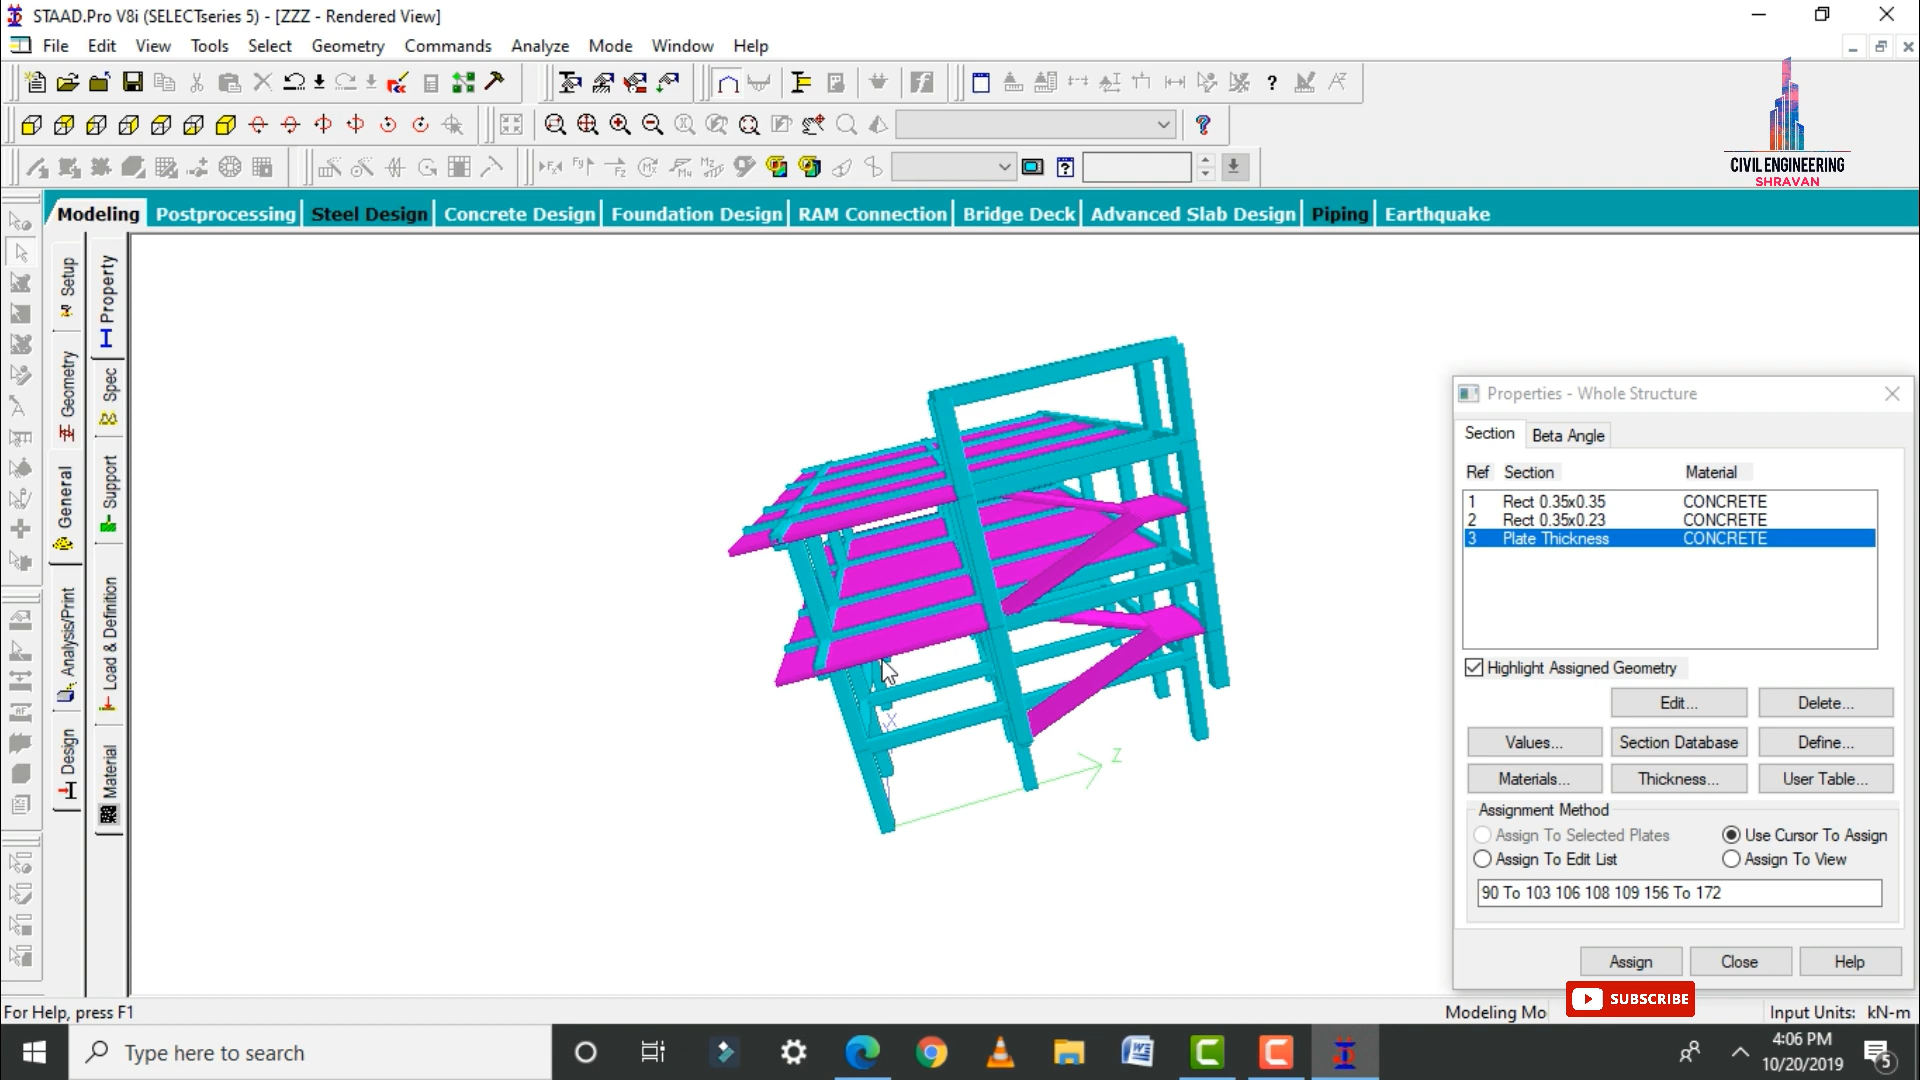 STAAD.Pro V8i (SELECTseries 5) - [ZZZ - Rendered View]
File Edit View Tools Select Geometry Commands Analyze Mode Window Help
CIVIL ENGINEERING
SHRAVAN
Modeling Postprocessing Steel Design Concrete Design Foundation Design RAM Connection Bridge Deck Advanced Slab Design Piping Earthquake
Setup
Geometry
General
Analysis/Print
Design
Property
Spec
Support
Load & Definition
Material
X
Z
Properties - Whole Structure
Section Beta Angle
Ref Section Material
1 Rect 0.35x0.35 CONCRETE
2 Rect 0.35x0.23 CONCRETE
3 Plate Thickness CONCRETE
Highlight Assigned Geometry
Edit... Delete...
Values... Section Database Define...
Materials... Thickness... User Table...
Assignment Method
Assign To Selected Plates Use Cursor To Assign
Assign To Edit List Assign To View
90 To 103 106 108 109 156 To 172
Assign Close Help
SUBSCRIBE
For Help, press F1
Modeling Mo
Input Units: kN-m
Type here to search
4:06 PM
10/20/2019
5